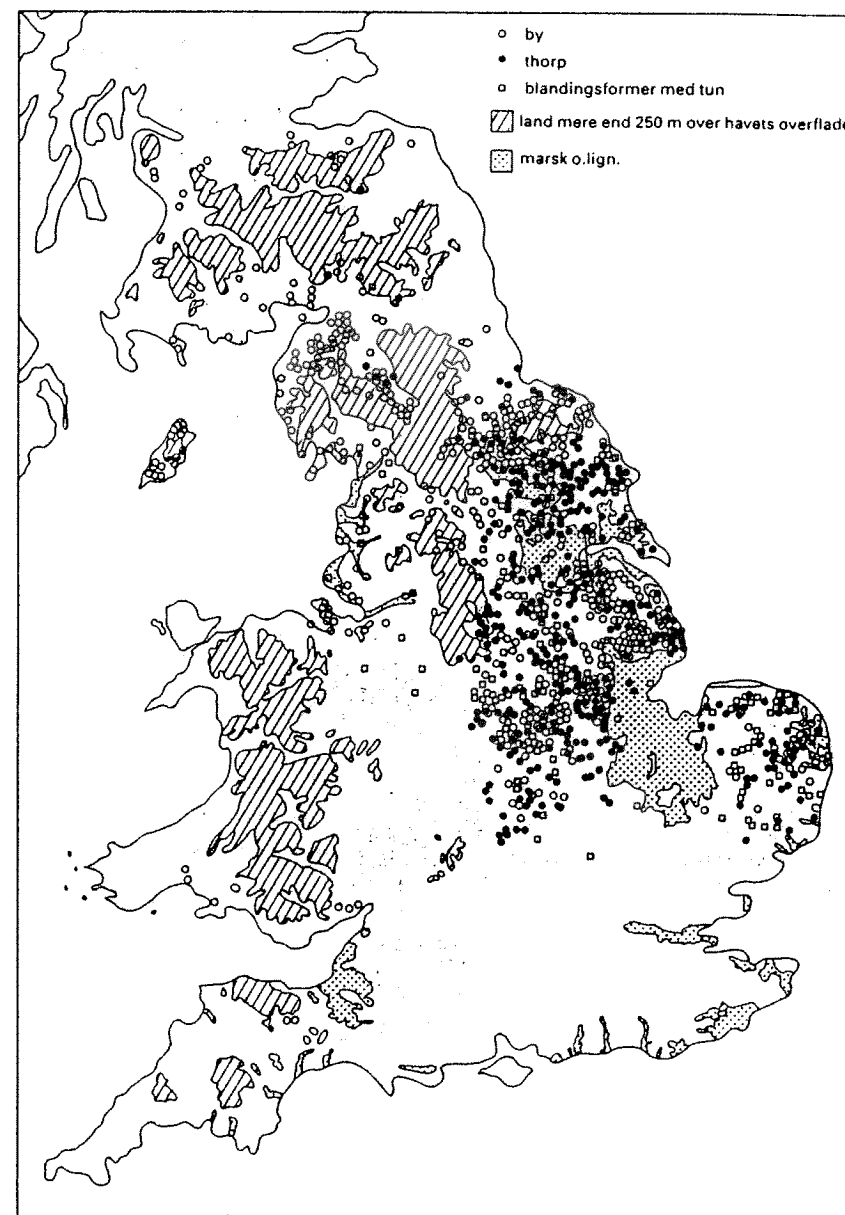 by
thorp
blandingsformer med tun
land mere end 250 m over havets overflade
marsk o.lign.